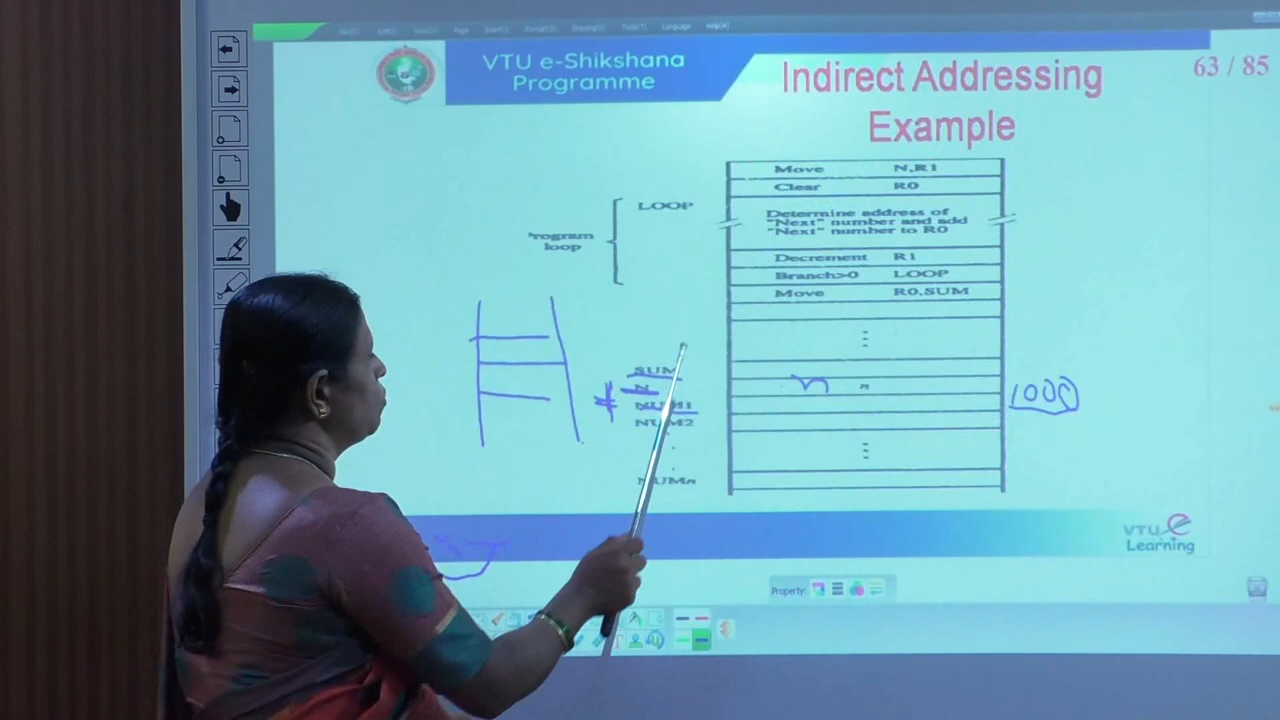 VTU e-Shikshana
Programme
Indirect Addressing
Example
63 / 85
Move N,R1
Clear R0
LOOP
Determine address of
"Next" number and add
"Next" number to R0
Program
loop
Decrement R1
Branch>0 LOOP
Move R0,SUM
SUM
N n n
NUM1 1000
NUM2
NUMn
VTU e
Learning
Property: